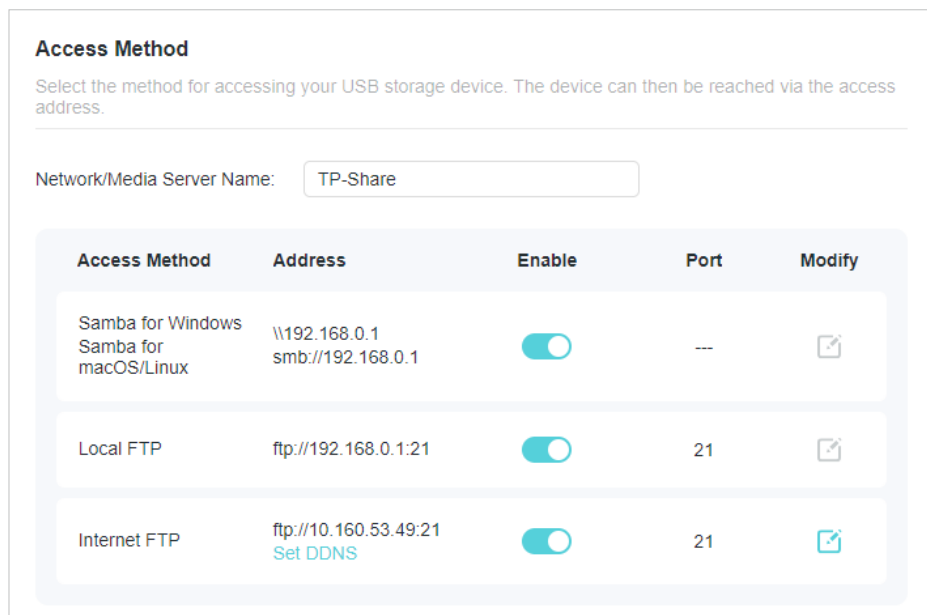 Access Method
Select the method for accessing your USB storage device. The device can then be reached via the access
address.
Network/Media Server Name: TP-Share
Access Method Address Enable Port Modify
Samba for Windows
Samba for
macOS/Linux
\\192.168.0.1
smb://192.168.0.1
---
Local FTP ftp://192.168.0.1:21 21
Internet FTP
ftp://10.160.53.49:21
Set DDNS
21